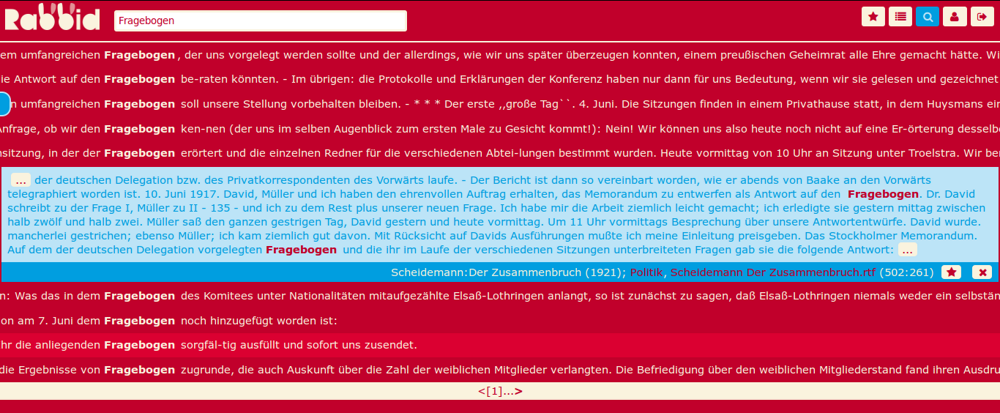 Rabbid
Fragebogen
em umfangreichen Fragebogen , der uns vorgelegt werden sollte und der allerdings, wie wir uns später überzeugen konnten, einem preußischen Geheimrat alle Ehre gemacht hätte. Wi
ie Antwort auf den Fragebogen be-raten könnten. - Im übrigen: die Protokolle und Erklärungen der Konferenz haben nur dann für uns Bedeutung, wenn wir sie gelesen und gezeichnet
n umfangreichen Fragebogen soll unsere Stellung vorbehalten bleiben. - * * * Der erste ,,große Tag``. 4. Juni. Die Sitzungen finden in einem Privathause statt, in dem Huysmans ein
Anfrage, ob wir den Fragebogen ken-nen (der uns im selben Augenblick zum ersten Male zu Gesicht kommt!): Nein! Wir können uns also heute noch nicht auf eine Er-örterung desselbe
nsitzung, in der der Fragebogen erörtert und die einzelnen Redner für die verschiedenen Abtei-lungen bestimmt wurden. Heute vormittag von 10 Uhr an Sitzung unter Troelstra. Wir ber
... der deutschen Delegation bzw. des Privatkorrespondenten des Vorwärts laufe. - Der Bericht ist dann so vereinbart worden, wie er abends von Baake an den Vorwärts
telegraphiert worden ist. 10. Juni 1917. David, Müller und ich haben den ehrenvollen Auftrag erhalten, das Memorandum zu entwerfen als Antwort auf den Fragebogen. Dr. David
schreibt zu der Frage I, Müller zu II - 135 - und ich zu dem Rest plus unserer neuen Frage. Ich habe mir die Arbeit ziemlich leicht gemacht; ich erledigte sie gestern mittag zwischen
halb zwölf und halb zwei. Müller saß den ganzen gestrigen Tag, David gestern und heute vormittag. Um 11 Uhr vormittags Besprechung über unsere Antwortentwürfe. David wurde.
mancherlei gestrichen; ebenso Müller; ich kam ziemlich gut davon. Mit Rücksicht auf Davids Ausführungen mußte ich meine Einleitung preisgeben. Das Stockholmer Memorandum.
Auf dem der deutschen Delegation vorgelegten Fragebogen und die ihr im Laufe der verschiedenen Sitzungen unterbreiteten Fragen gab sie die folgende Antwort: ...
Scheidemann:Der Zusammenbruch (1921); Politik, Scheidemann Der Zusammenbruch.rtf (502:261)
n: Was das in dem Fragebogen des Komitees unter Nationalitäten mitaufgezählte Elsaß-Lothringen anlangt, so ist zunächst zu sagen, daß Elsaß-Lothringen niemals weder ein selbstän
on am 7. Juni dem Fragebogen noch hinzugefügt worden ist:
hr die anliegenden Fragebogen sorgfäl-tig ausfüllt und sofort uns zusendet.
die Ergebnisse von Fragebogen zugrunde, die auch Auskunft über die Zahl der weiblichen Mitglieder verlangten. Die Befriedigung über den weiblichen Mitgliederstand fand ihren Ausdru
<[1]...>